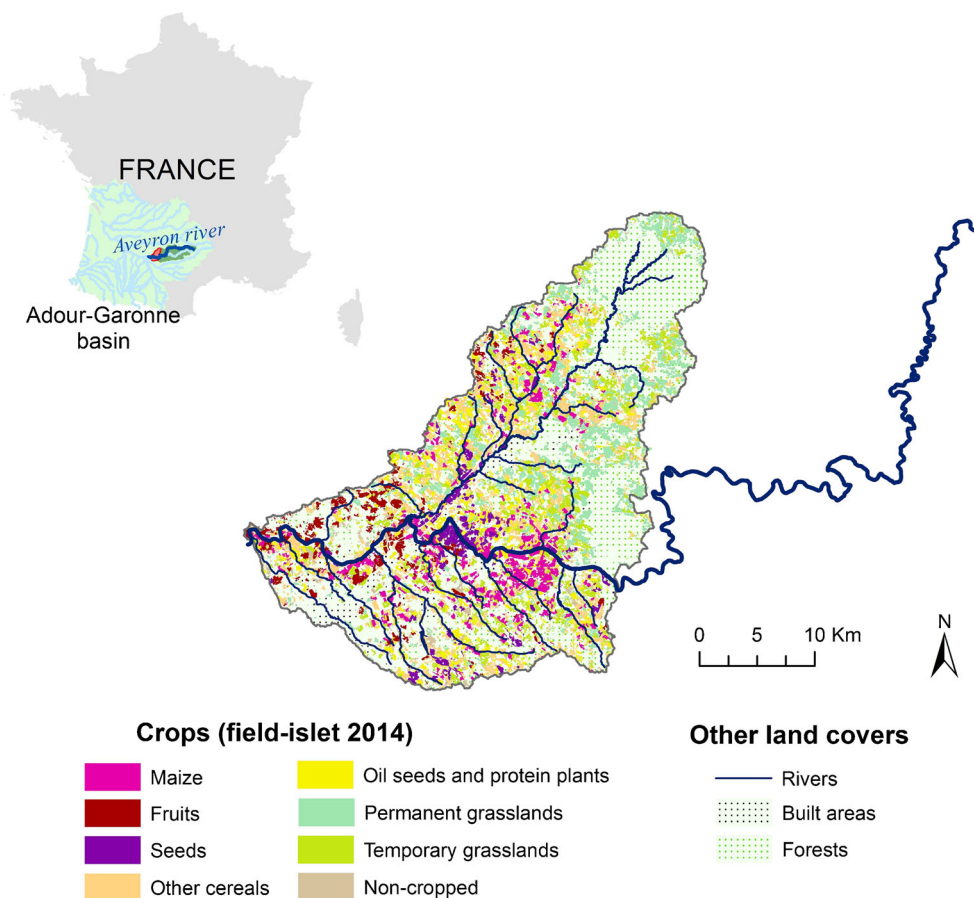 FRANCE
Aveyron river
Adour-Garonne
basin
0 5 10 Km
N
Crops (field-islet 2014)
Maize
Fruits
Seeds
Other cereals
Oil seeds and protein plants
Permanent grasslands
Temporary grasslands
Non-cropped
Other land covers
Rivers
Built areas
Forests